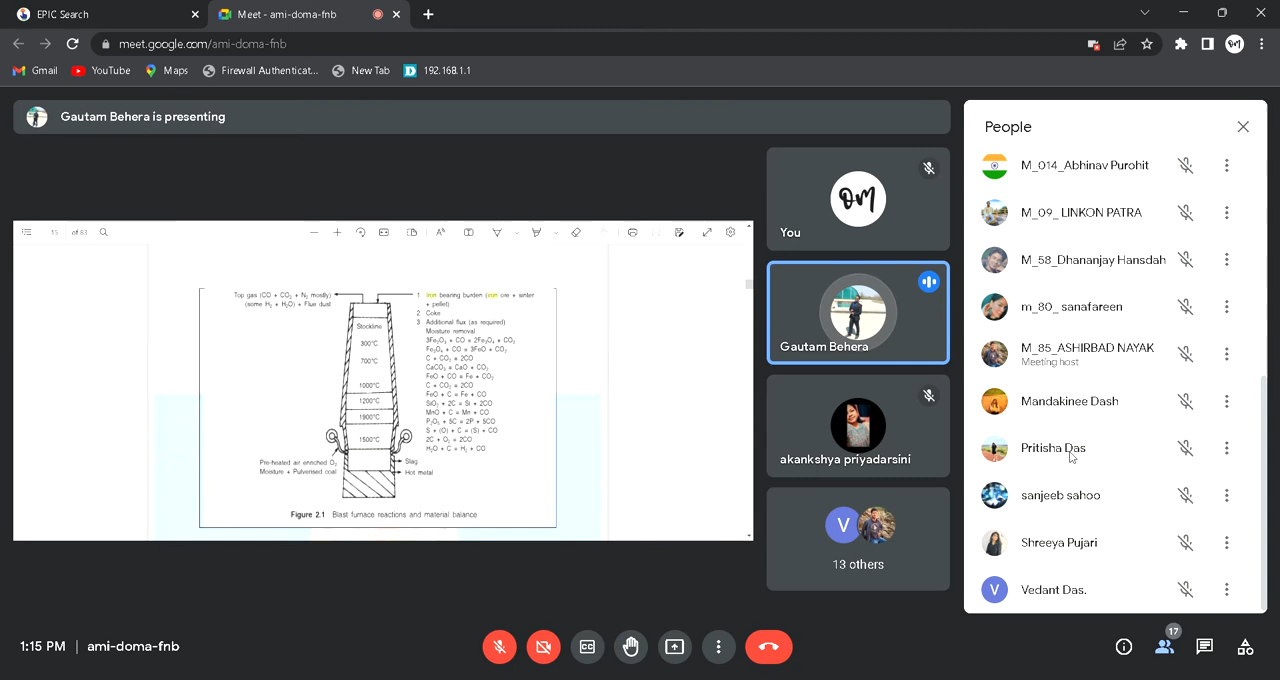 EPIC Search
Meet - ami-doma-fnb
meet.google.com/ami-doma-fnb
Gmail
YouTube
Maps
Firewall Authenticat...
New Tab
192.168.1.1
Gautam Behera is presenting
15 of 83
Top gas (CO + CO₂ + N₂ mostly)
(some H₂ + H₂O) + Flue dust
1 Iron bearing burden (iron ore + sinter
+ pellet)
2 Coke
3 Additional flux (as required)
Moisture removal
3Fe₂O₃ + CO = 2Fe₃O₄ + CO₂
Fe₃O₄ + CO = 3FeO + CO₂
C + CO₂ = 2CO
CaCO₃ = CaO + CO₂
FeO + CO = Fe + CO₂
C + CO₂ = 2CO
FeO + C = Fe + CO
SiO₂ + 2C = Si + 2CO
MnO + C = Mn + CO
P₂O₅ + 5C = 2P + 5CO
S + (O) + C = (S) + CO
2C + O₂ = 2CO
H₂O + C = H₂ + CO
Stockline
300°C
700°C
1000°C
1200°C
1900°C
1500°C
Pre-heated air enriched O₂
Moisture + Pulverised coal
Slag
Hot metal
Figure 2.1 Blast furnace reactions and material balance
You
Gautam Behera
akankshya priyadarsini
V
13 others
People
M_014_Abhinav Purohit
M_09_ LINKON PATRA
M_58_Dhananjay Hansdah
m_80_ sanafareen
M_85_ASHIRBAD NAYAK
Meeting host
Mandakinee Dash
Pritisha Das
sanjeeb sahoo
Shreeya Pujari
V
Vedant Das.
1:15 PM | ami-doma-fnb
17